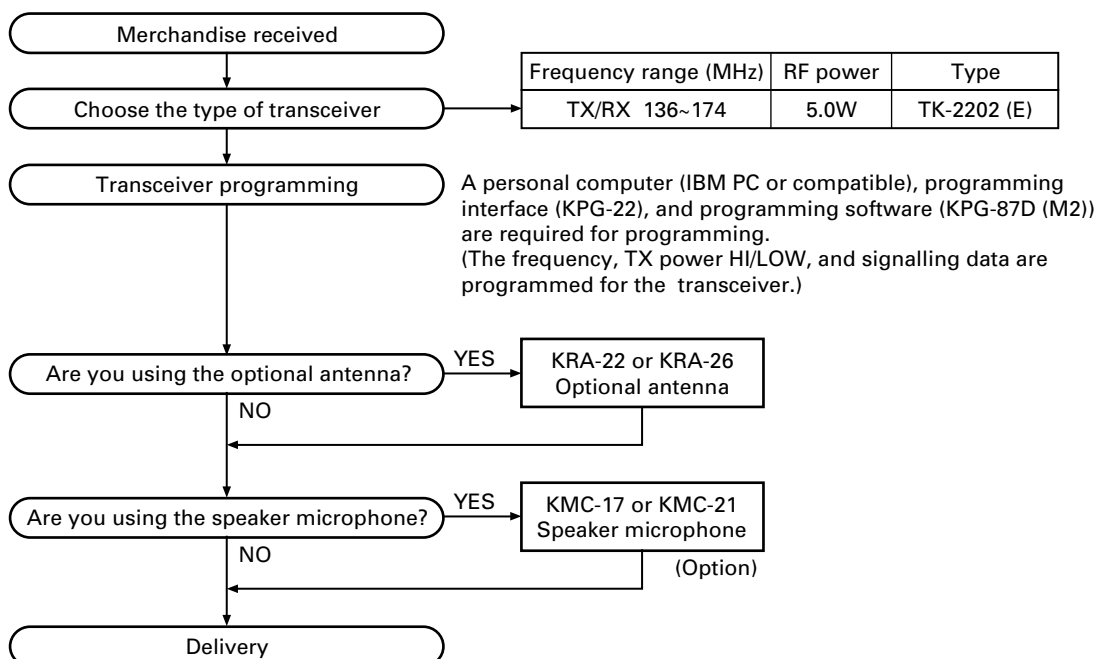 Merchandise received
Choose the type of transceiver
Frequency range (MHz) RF power Type
TX/RX 136~174 5.0W TK-2202 (E)
Transceiver programming
A personal computer (IBM PC or compatible), programming
interface (KPG-22), and programming software (KPG-87D (M2))
are required for programming.
(The frequency, TX power HI/LOW, and signalling data are
programmed for the transceiver.)
Are you using the optional antenna?
YES
KRA-22 or KRA-26
Optional antenna
NO
Are you using the speaker microphone?
YES
KMC-17 or KMC-21
Speaker microphone
(Option)
NO
Delivery